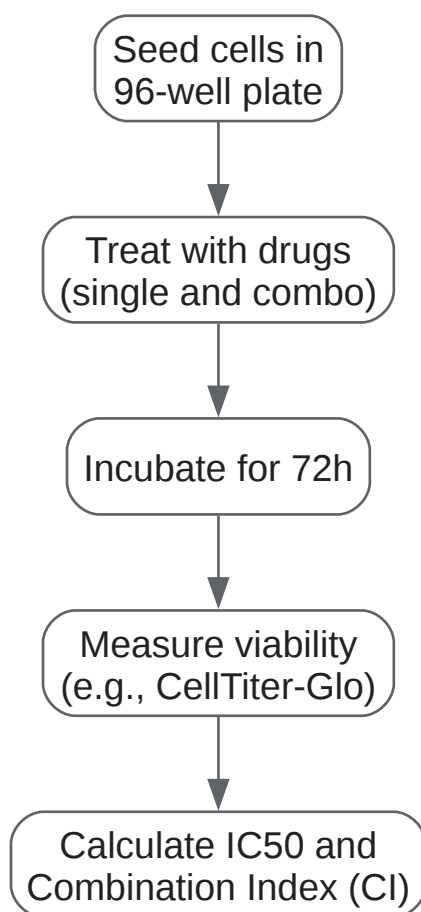 Seed cells in
96-well plate
Treat with drugs
(single and combo)
Incubate for 72h
Measure viability
(e.g., CellTiter-Glo)
Calculate IC50 and
Combination Index (CI)